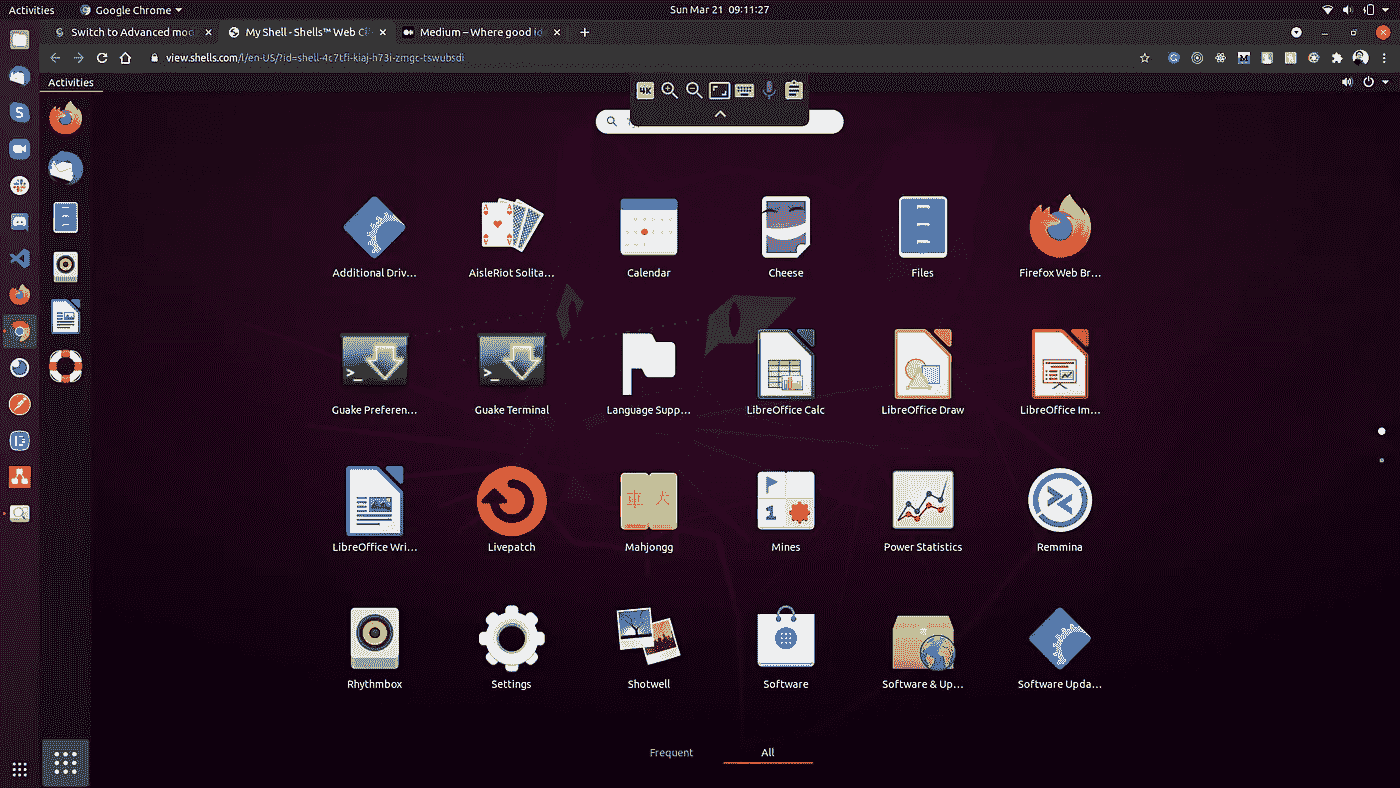 Activities Google Chrome Sun Mar 21 09:11:27
Switch to Advanced mod My Shell - Shells™ Web Cli Medium – Where good id
view.shells.com/l/en-US/?id=shell-4c7tfi-kiaj-h73i-zmgc-tswubsdi
Activities
4K
Additional Driv... AisleRiot Solita... Calendar Cheese Files Firefox Web Br...
Guake Preferen... Guake Terminal Language Supp... LibreOffice Calc LibreOffice Draw LibreOffice Im...
LibreOffice Wri... Livepatch Mahjongg Mines Power Statistics Remmina
Rhythmbox Settings Shotwell Software Software & Up... Software Upda...
Frequent All